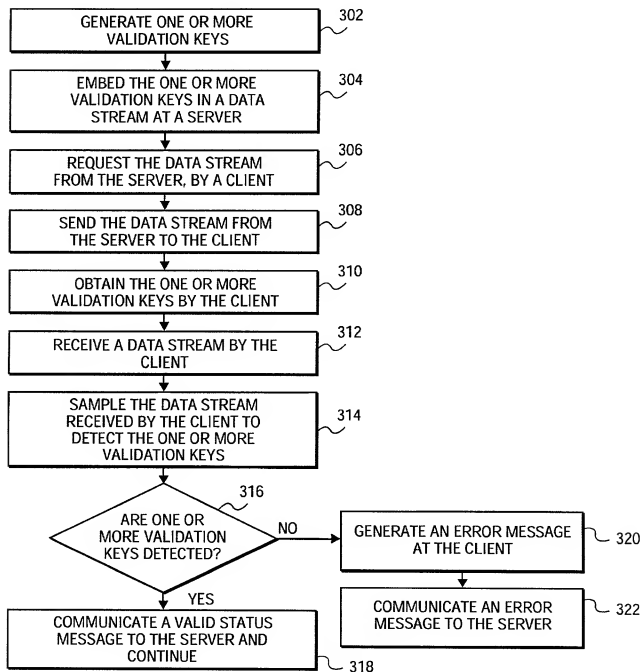 GENERATE ONE OR MORE
VALIDATION KEYS
302
EMBED THE ONE OR MORE
VALIDATION KEYS IN A DATA
STREAM AT A SERVER
304
REQUEST THE DATA STREAM
FROM THE SERVER, BY A CLIENT
306
SEND THE DATA STREAM FROM
THE SERVER TO THE CLIENT
308
OBTAIN THE ONE OR MORE
VALIDATION KEYS BY THE CLIENT
310
RECEIVE A DATA STREAM BY THE
CLIENT
312
SAMPLE THE DATA STREAM
RECEIVED BY THE CLIENT TO
DETECT THE ONE OR MORE
VALIDATION KEYS
314
ARE ONE OR
MORE VALIDATION
KEYS DETECTED?
316
NO
GENERATE AN ERROR MESSAGE
AT THE CLIENT
320
COMMUNICATE AN ERROR
MESSAGE TO THE SERVER
322
YES
COMMUNICATE A VALID STATUS
MESSAGE TO THE SERVER AND
CONTINUE
318